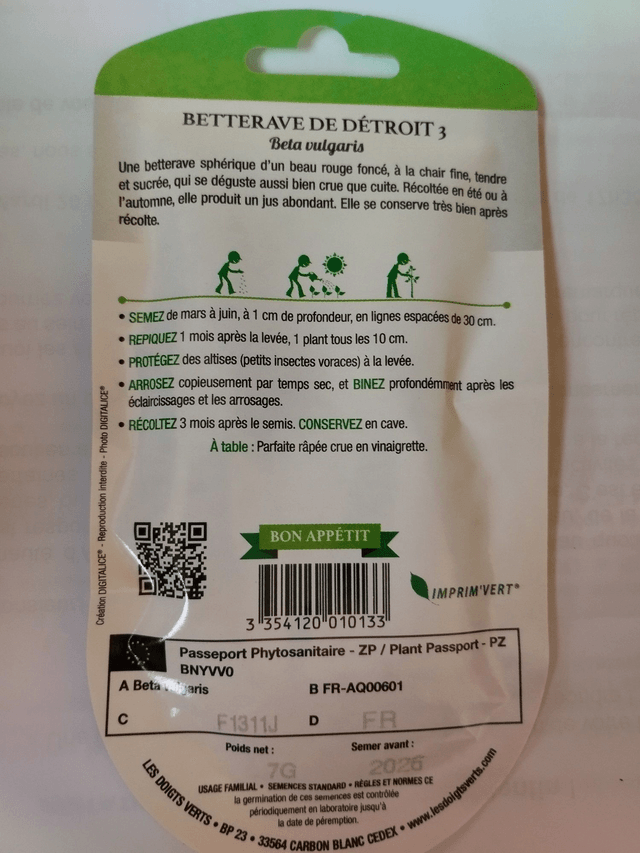 BETTERAVE DE DÉTROIT 3
Beta vulgaris
Une betterave sphérique d'un beau rouge foncé, à la chair fine, tendre
et sucrée, qui se déguste aussi bien crue que cuite. Récoltée en été ou à
l'automne, elle produit un jus abondant. Elle se conserve très bien après
récolte.
• SEMEZ de mars à juin, à 1 cm de profondeur, en lignes espacées de 30 cm.
• REPIQUEZ 1 mois après la levée, 1 plant tous les 10 cm.
• PROTÉGEZ des altises (petits insectes voraces) à la levée.
• ARROSEZ copieusement par temps sec, et BINEZ profondémment après les
éclaircissages et les arrosages.
• RÉCOLTEZ 3 mois après le semis. CONSERVEZ en cave.
À table : Parfaite râpée crue en vinaigrette.
Création DIGITALICE® - Reproduction interdite - Photo DIGITALICE®
BON APPÉTIT
3 354120 010133
IMPRIM'VERT®
Passeport Phytosanitaire - ZP / Plant Passport - PZ
BNYVV0
A Beta garis
B FR-AQ00601
C F1311J D FR
Poids net : Semer avant :
7G 2026
USAGE FAMILIAL • SEMENCES STANDARD • RÈGLES ET NORMES CE
la germination de ces semences est contrôlée
périodiquement en laboratoire jusqu'à
la date de péremption.
LES DOIGTS VERTS • BP 23 • 33564 CARBON BLANC CEDEX • www.lesdoigtsverts.com